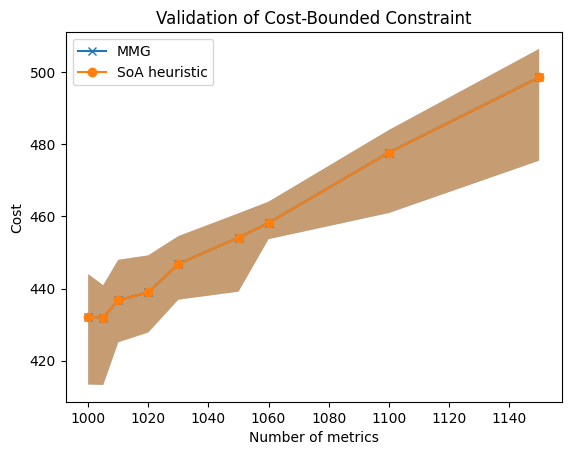 Validation of Cost-Bounded Constraint
MMG
SoA heuristic
500
480
460
440
420
Cost
1000 1020 1040 1060 1080 1100 1120 1140
Number of metrics